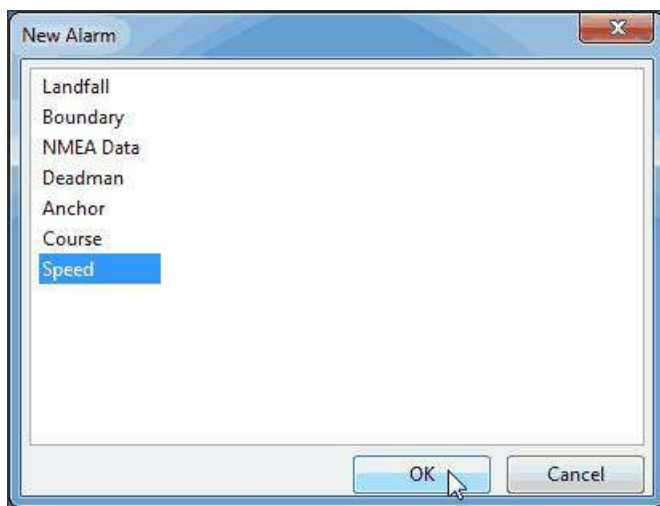 New Alarm
Landfall
Boundary
NMEA Data
Deadman
Anchor
Course
Speed
OK Cancel